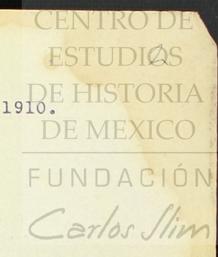 CENTRO DE
ESTUDIOS
DE HISTORIA
1910.
DE MEXICO
FUNDACIÓN
Carlos Slim